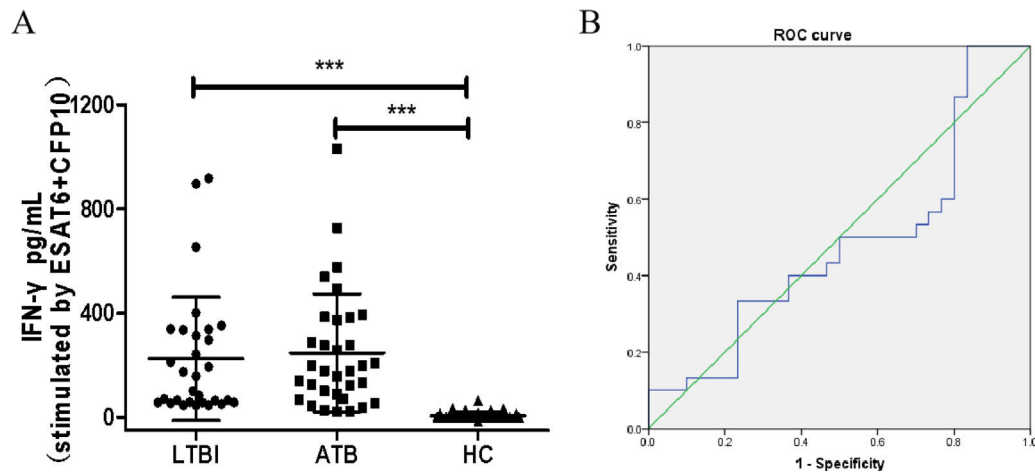 A
B
***
***
IFN-γ pg/mL
(stimulated by ESAT6+CFP10)
1200
800
400
0
LTBI ATB HC
ROC curve
Sensitivity
1.0
0.8
0.6
0.4
0.2
0.0
0.0 0.2 0.4 0.6 0.8 1.0
1 - Specificity